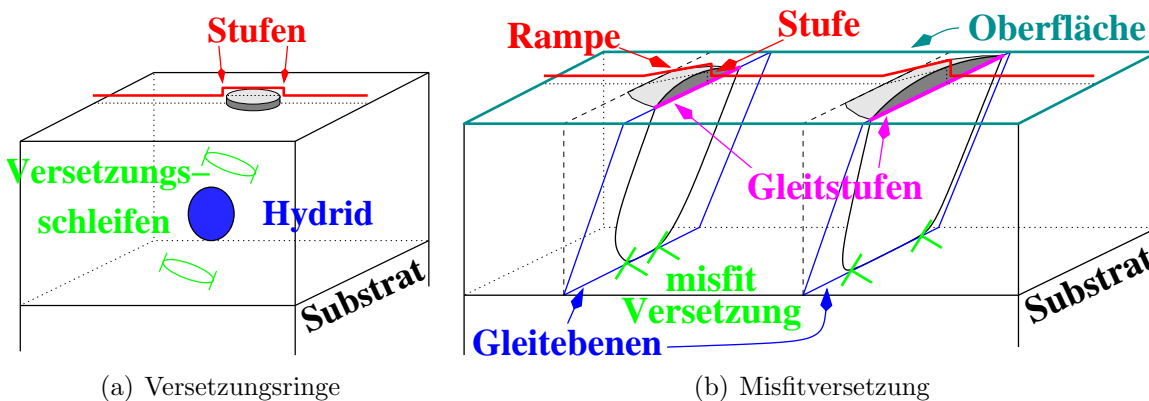 Stufen
Versetzungs–
schleifen
Hydrid
Substrat
(a) Versetzungsringe
Rampe
Stufe
Oberfläche
Gleitstufen
misfit
Versetzung
Gleitebenen
Substrat
(b) Misfitversetzung